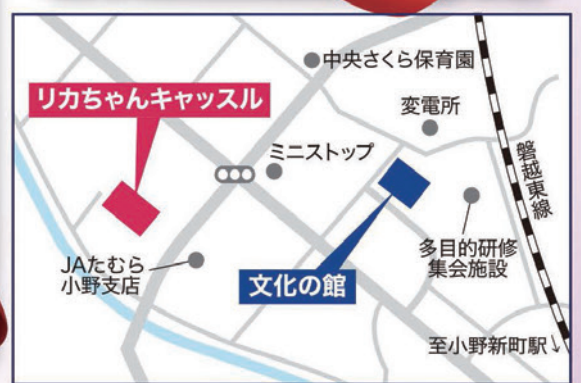 中央さくら保育園
リカちゃんキャッスル
変電所
ミニストップ
磐越東線
多目的研修
集会施設
JAたむら
小野支店
文化の館
至小野新町駅↓